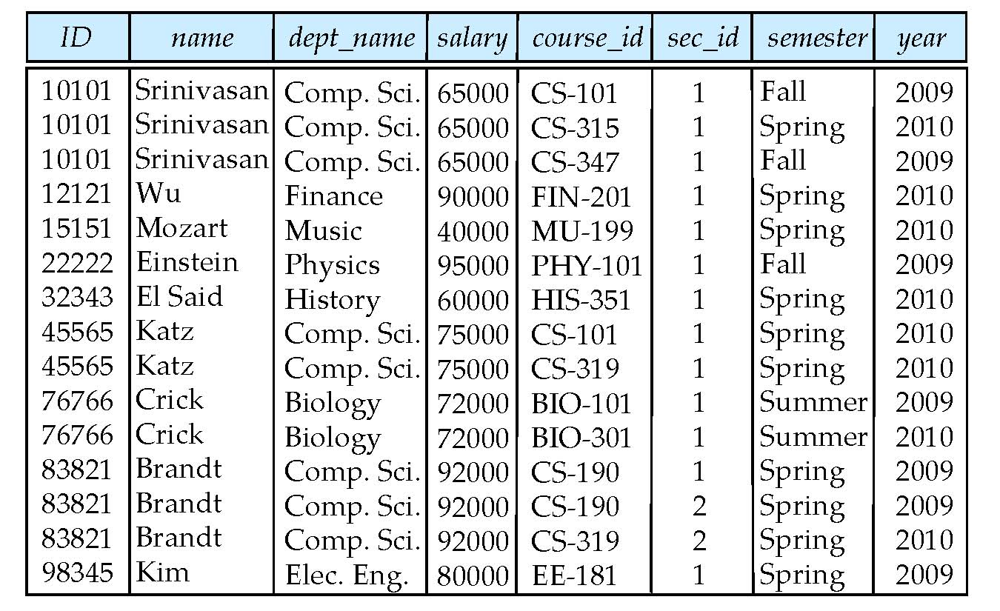 ID name dept_name salary course_id sec_id semester year
10101 Srinivasan Comp. Sci. 65000 CS-101 1 Fall 2009
10101 Srinivasan Comp. Sci. 65000 CS-315 1 Spring 2010
10101 Srinivasan Comp. Sci. 65000 CS-347 1 Fall 2009
12121 Wu Finance 90000 FIN-201 1 Spring 2010
15151 Mozart Music 40000 MU-199 1 Spring 2010
22222 Einstein Physics 95000 PHY-101 1 Fall 2009
32343 El Said History 60000 HIS-351 1 Spring 2010
45565 Katz Comp. Sci. 75000 CS-101 1 Spring 2010
45565 Katz Comp. Sci. 75000 CS-319 1 Spring 2010
76766 Crick Biology 72000 BIO-101 1 Summer 2009
76766 Crick Biology 72000 BIO-301 1 Summer 2010
83821 Brandt Comp. Sci. 92000 CS-190 1 Spring 2009
83821 Brandt Comp. Sci. 92000 CS-190 2 Spring 2009
83821 Brandt Comp. Sci. 92000 CS-319 2 Spring 2010
98345 Kim Elec. Eng. 80000 EE-181 1 Spring 2009